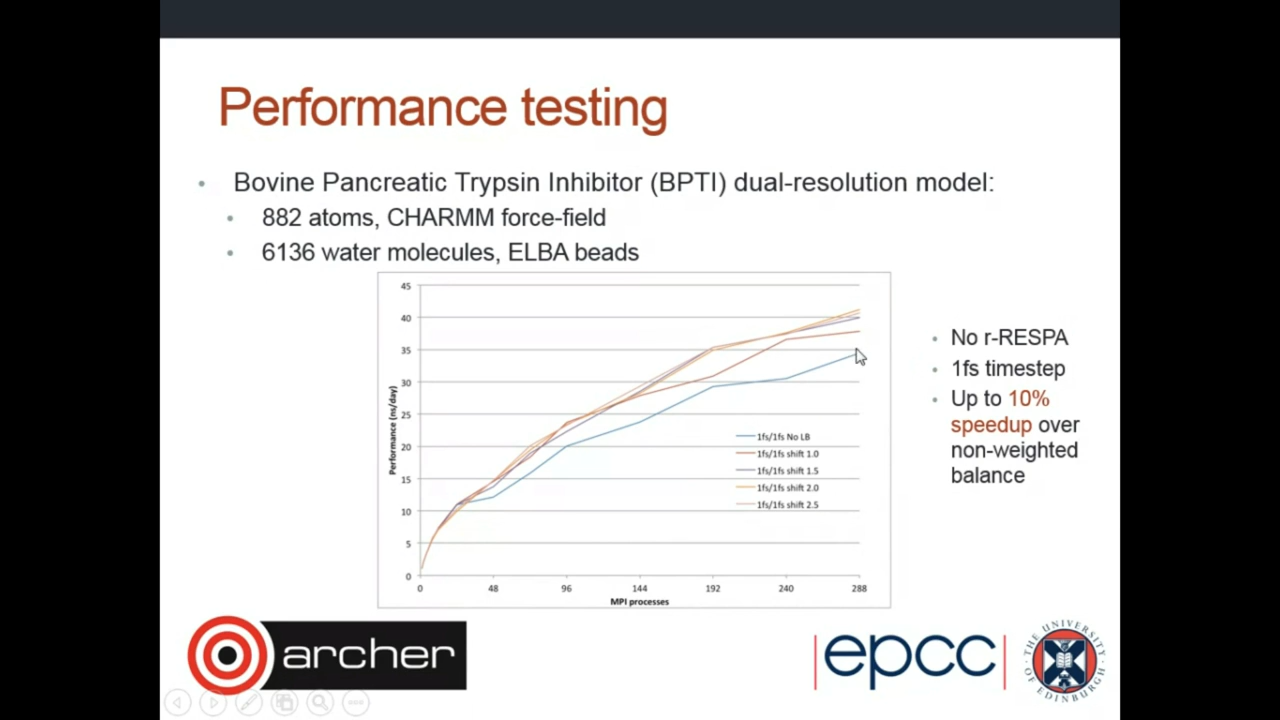 Performance testing
Bovine Pancreatic Trypsin Inhibitor (BPTI) dual-resolution model:
882 atoms, CHARMM force-field
6136 water molecules, ELBA beads
45
40
35
30
25
20
15
10
5
0
Performance (ns/day)
0 48 96 144 192 240 288
MPI processes
1fs/1fs No LB
1fs/1fs shift 1.0
1fs/1fs shift 1.5
1fs/1fs shift 2.0
1fs/1fs shift 2.5
No r-RESPA
1fs timestep
Up to 10%
speedup over
non-weighted
balance
archer
epcc
THE UNIVERSITY
OF EDINBURGH